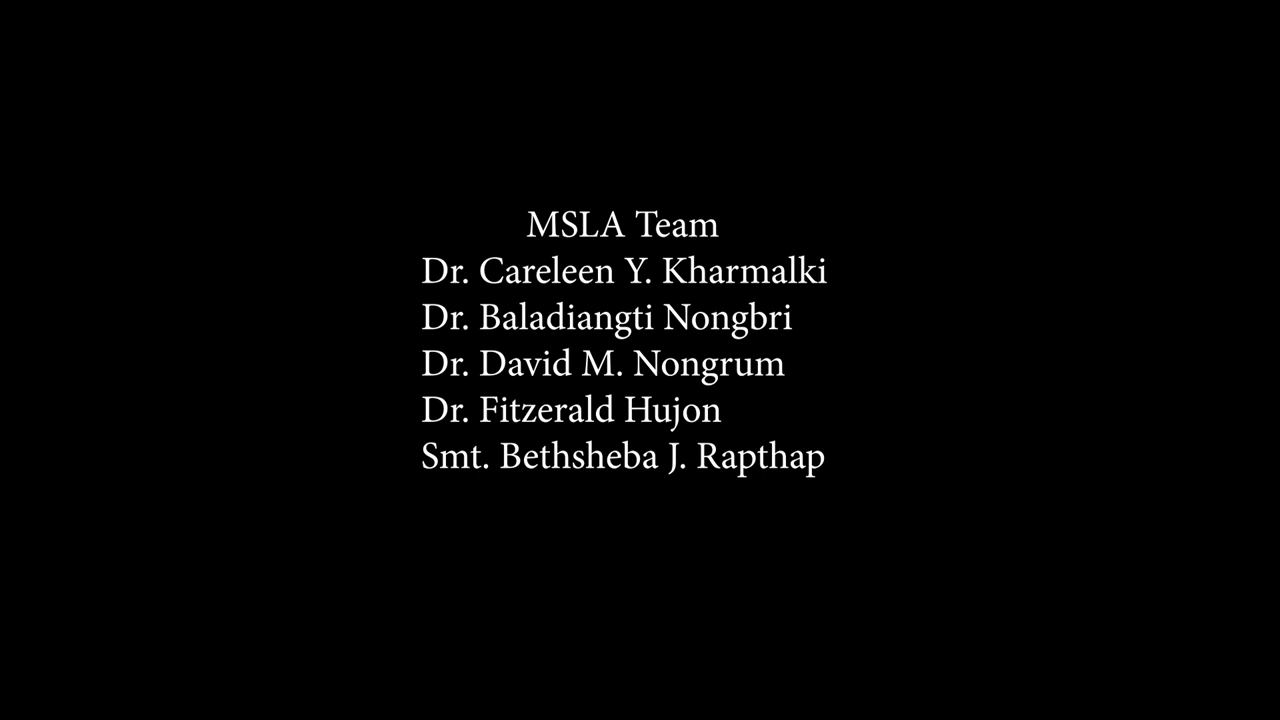 MSLA Team
Dr. Careleen Y. Kharmalki
Dr. Baladiangti Nongbri
Dr. David M. Nongrum
Dr. Fitzerald Hujon
Smt. Bethsheba J. Rapthap